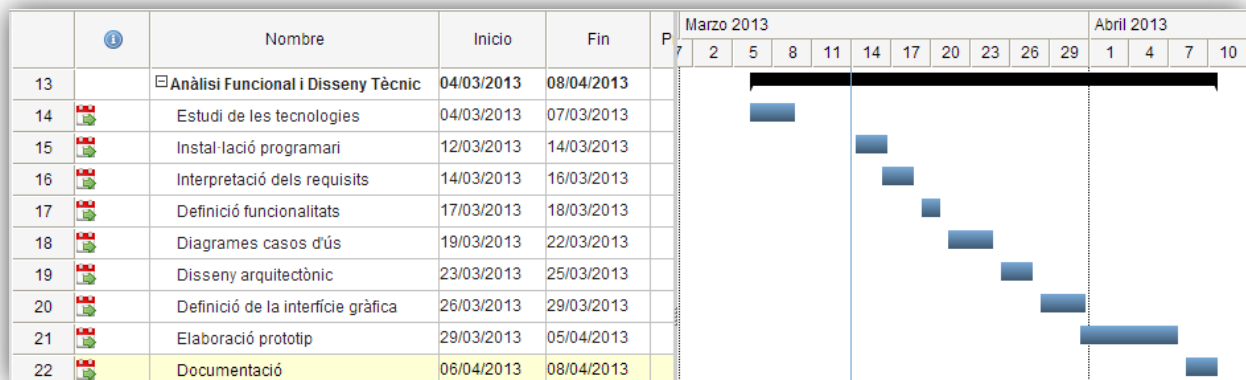 Nombre Inicio Fin P Marzo 2013 Abril 2013
7 2 5 8 11 14 17 20 23 26 29 1 4 7 10
13 Anàlisi Funcional i Disseny Tècnic 04/03/2013 08/04/2013
14 Estudi de les tecnologies 04/03/2013 07/03/2013
15 Instal·lació programari 12/03/2013 14/03/2013
16 Interpretació dels requisits 14/03/2013 16/03/2013
17 Definició funcionalitats 17/03/2013 18/03/2013
18 Diagrames casos d'ús 19/03/2013 22/03/2013
19 Disseny arquitectònic 23/03/2013 25/03/2013
20 Definició de la interfície gràfica 26/03/2013 29/03/2013
21 Elaboració prototip 29/03/2013 05/04/2013
22 Documentació 06/04/2013 08/04/2013